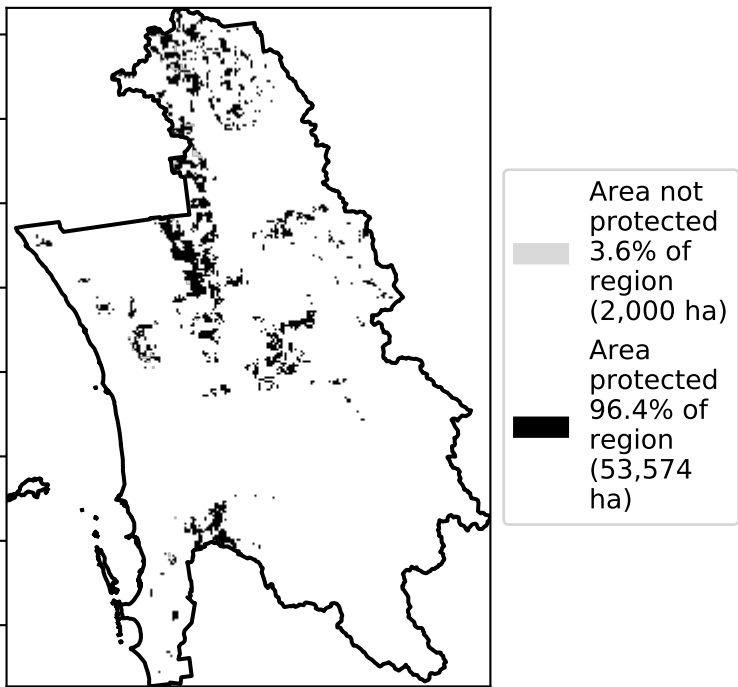 Area not
protected
3.6% of
region
(2,000 ha)
Area
protected
96.4% of
region
(53,574
ha)